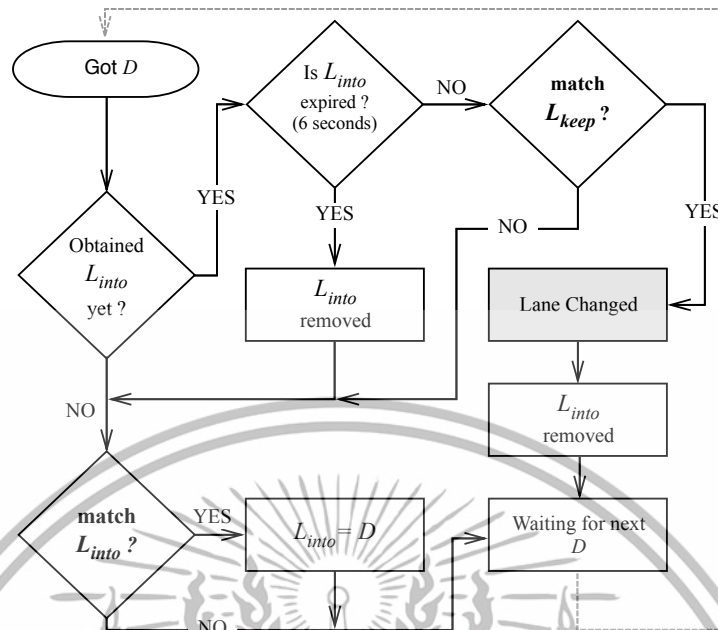 Got D
Is L_into
expired ?
(6 seconds)
NO
match
L_keep ?
YES
YES
YES
NO
Obtained
L_into
yet ?
L_into
removed
Lane Changed
NO
L_into
removed
match
L_into ?
YES
L_into = D
Waiting for next
D
NO